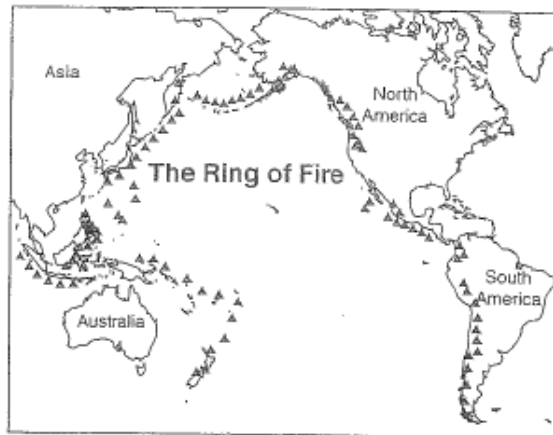 Asia
North
America
The Ring of Fire
South
America
Australia